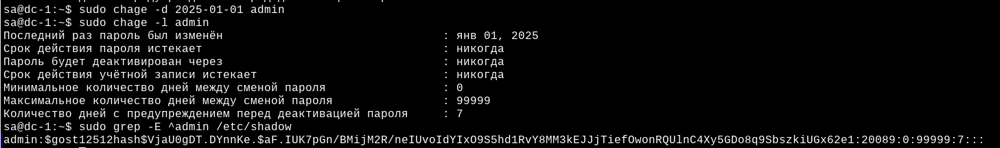 sa@dc-1:~$ sudo chage -d 2025-01-01 admin
sa@dc-1:~$ sudo chage -l admin
Последний раз пароль был изменён : янв 01, 2025
Срок действия пароля истекает : никогда
Пароль будет деактивирован через : никогда
Срок действия учётной записи истекает : никогда
Минимальное количество дней между сменой пароля : 0
Максимальное количество дней между сменой пароля : 99999
Количество дней с предупреждением перед деактивацией пароля : 7
sa@dc-1:~$ sudo grep -E ^admin /etc/shadow
admin:$gost12512hash$VjaU0gDT.DYnnKe.$aF.IUK7pGn/BMijM2R/neIUvoIdYIxO9S5hd1RvY8MM3kEJJjTiefOwonRQUlnC4Xy5GDo8q9SbszkiUGx62e1:20089:0:99999:7:::